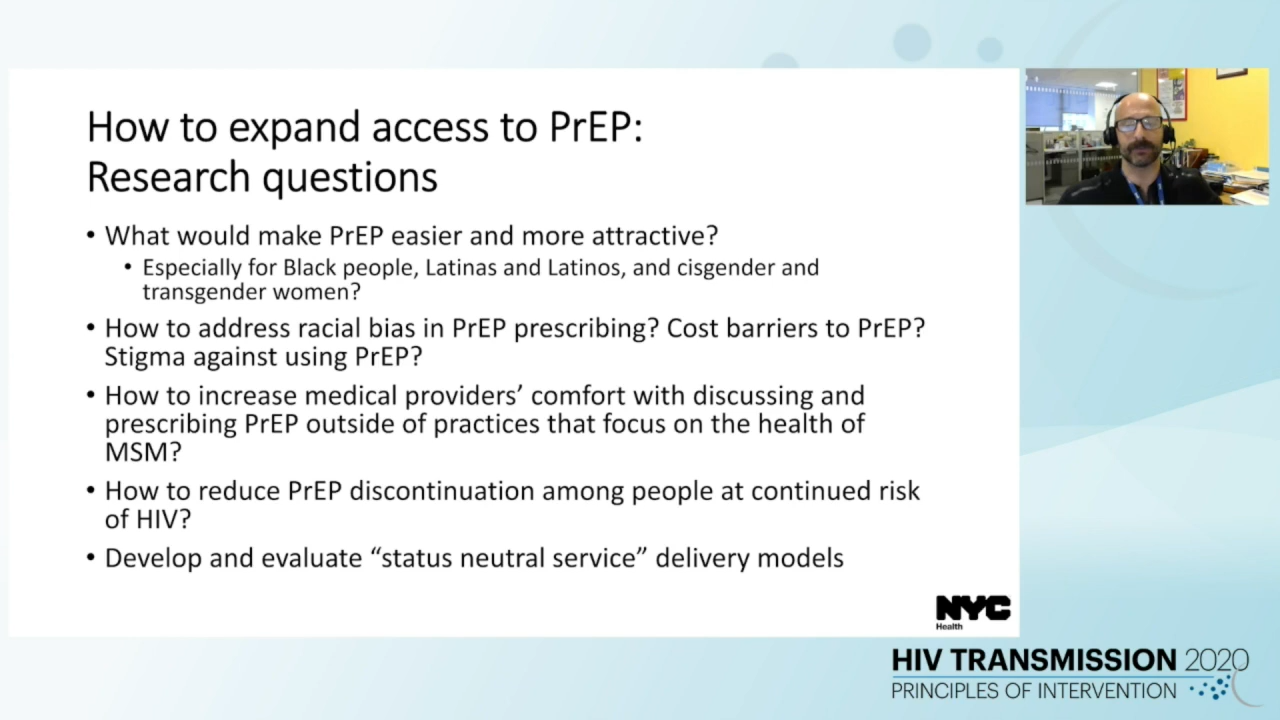 How to expand access to PrEP:
Research questions
• What would make PrEP easier and more attractive?
• Especially for Black people, Latinas and Latinos, and cisgender and
transgender women?
• How to address racial bias in PrEP prescribing? Cost barriers to PrEP?
Stigma against using PrEP?
• How to increase medical providers’ comfort with discussing and
prescribing PrEP outside of practices that focus on the health of
MSM?
• How to reduce PrEP discontinuation among people at continued risk
of HIV?
• Develop and evaluate “status neutral service” delivery models
NYC
Health
HIV TRANSMISSION 2020
PRINCIPLES OF INTERVENTION